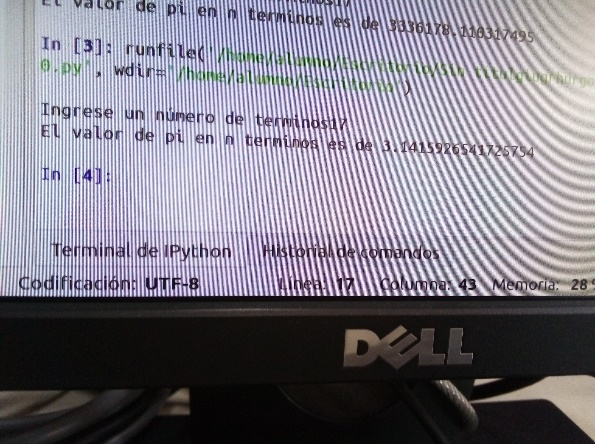 El valor de pi en n terminos es de 3336178.110317495
In [3]: runfile('/home/alumno/Escritorio/Sin
0.py', wdir='/home/alumno/Escritorio')
Ingrese un número de terminos17
El valor de pi en n terminos es de 3.1415926541725754
In [4]:
Terminal de IPython Historial de comandos
Codificación: UTF-8 Línea: 17 Columna: 43 Memoria: 28
DELL